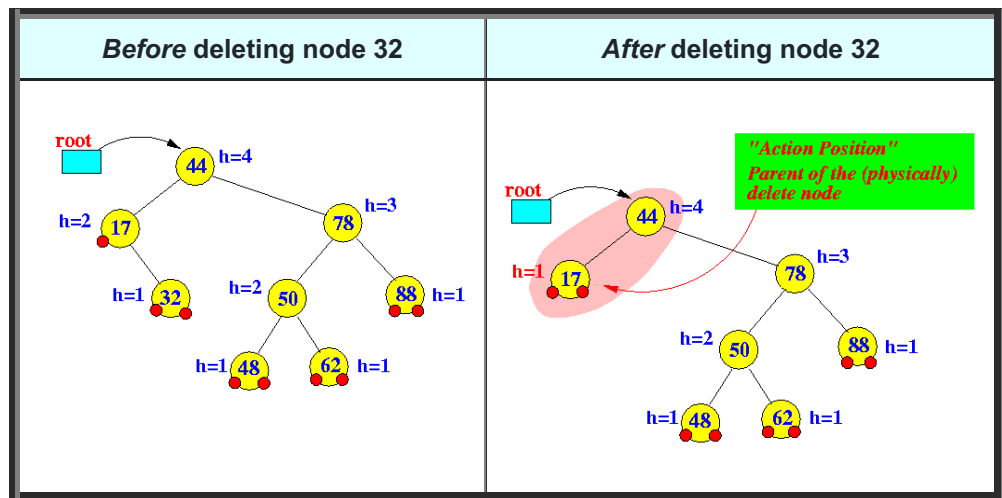 Before deleting node 32
After deleting node 32
root
44 h=4
h=2 17
78 h=3
h=1 32
h=2 50
88 h=1
h=1 48
62 h=1
"Action Position"
Parent of the (physically)
delete node
root
44 h=4
h=1 17
78 h=3
h=2 50
88 h=1
h=1 48
62 h=1